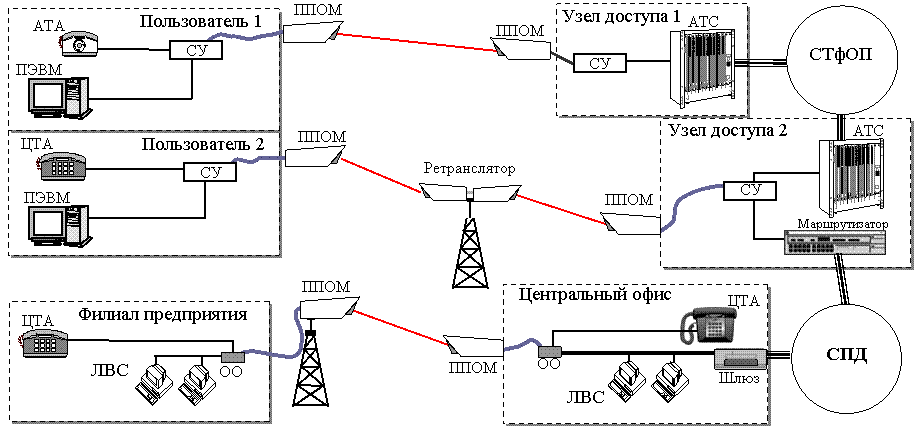 Пользователь 1
АТА
СУ
ПЭВМ
ППОМ
ППОМ
Узел доступа 1
АТС
СУ
СТфОП
Пользователь 2
ЦТА
СУ
ПЭВМ
ППОМ
Ретранслятор
ППОМ
Узел доступа 2
АТС
СУ
Маршрутизатор
Филиал предприятия
ЦТА
ЛВС
ППОМ
ППОМ
Центральный офис
ЦТА
ЛВС
Шлюз
СПД